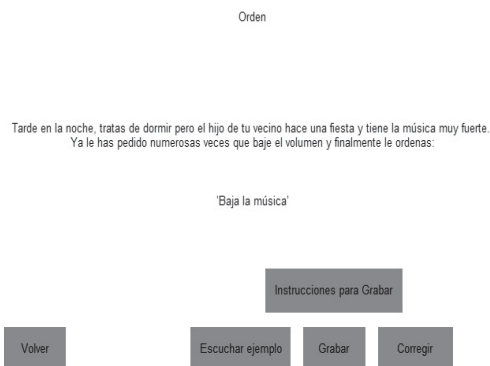 Orden
Tarde en la noche, tratas de dormir pero el hijo de tu vecino hace una fiesta y tiene la música muy fuerte.
Ya le has pedido numerosas veces que baje el volumen y finalmente le ordenas:
'Baja la música'
Instrucciones para Grabar
Volver
Escuchar ejemplo
Grabar
Corregir